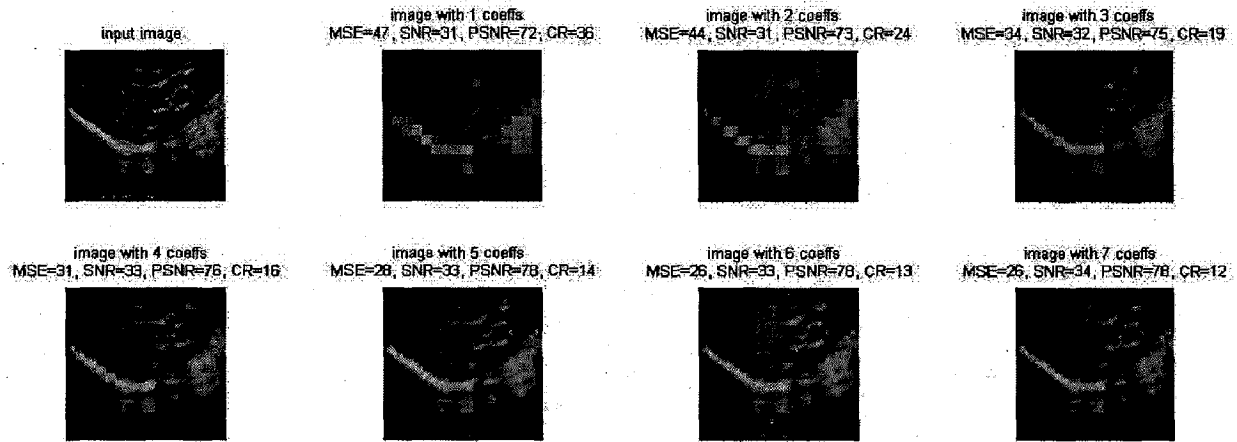 input image
image with 1 coeffs
MSE=47, SNR=31, PSNR=72, CR=36
image with 2 coeffs
MSE=44, SNR=31, PSNR=73, CR=24
image with 3 coeffs
MSE=34, SNR=32, PSNR=75, CR=19
image with 4 coeffs
MSE=31, SNR=33, PSNR=76, CR=16
image with 5 coeffs
MSE=28, SNR=33, PSNR=78, CR=14
image with 6 coeffs
MSE=26, SNR=33, PSNR=78, CR=13
image with 7 coeffs
MSE=26, SNR=34, PSNR=78, CR=12